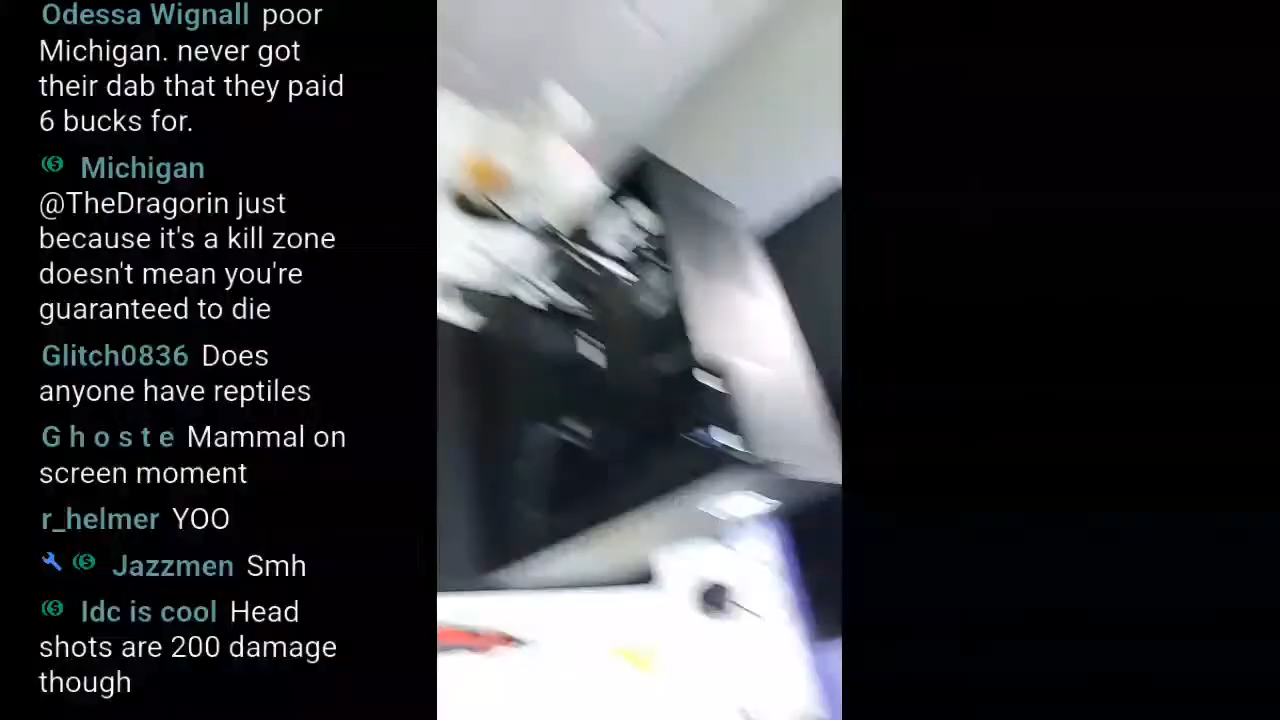 Odessa Wignall poor
Michigan. never got
their dab that they paid
6 bucks for.
Michigan
@TheDragorin just
because it's a kill zone
doesn't mean you're
guaranteed to die
Glitch0836 Does
anyone have reptiles
G h o s t e Mammal on
screen moment
r_helmer YOO
Jazzmen Smh
Idc is cool Head
shots are 200 damage
though